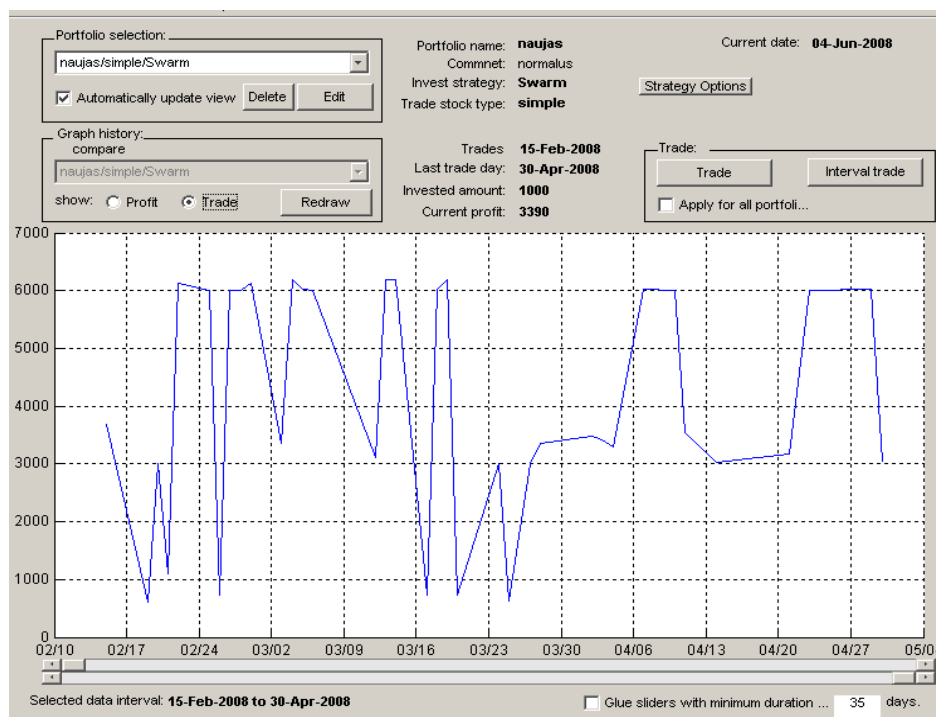 Portfolio selection:
naujas/simple/Swarm
Automatically update view Delete Edit
Graph history:
compare
naujas/simple/Swarm
show: Profit Trade Redraw
Portfolio name: naujas
Commnet: normalus
Invest strategy: Swarm
Trade stock type: simple
Trades 15-Feb-2008
Last trade day: 30-Apr-2008
Invested amount: 1000
Current profit: 3390
Current date: 04-Jun-2008
Strategy Options
Trade:
Trade Interval trade
Apply for all portfoli...
7000
6000
5000
4000
3000
2000
1000
0
02/10 02/17 02/24 03/02 03/09 03/16 03/23 03/30 04/06 04/13 04/20 04/27 05/0
Selected data interval: 15-Feb-2008 to 30-Apr-2008
Glue sliders with minimum duration ... 35 days.